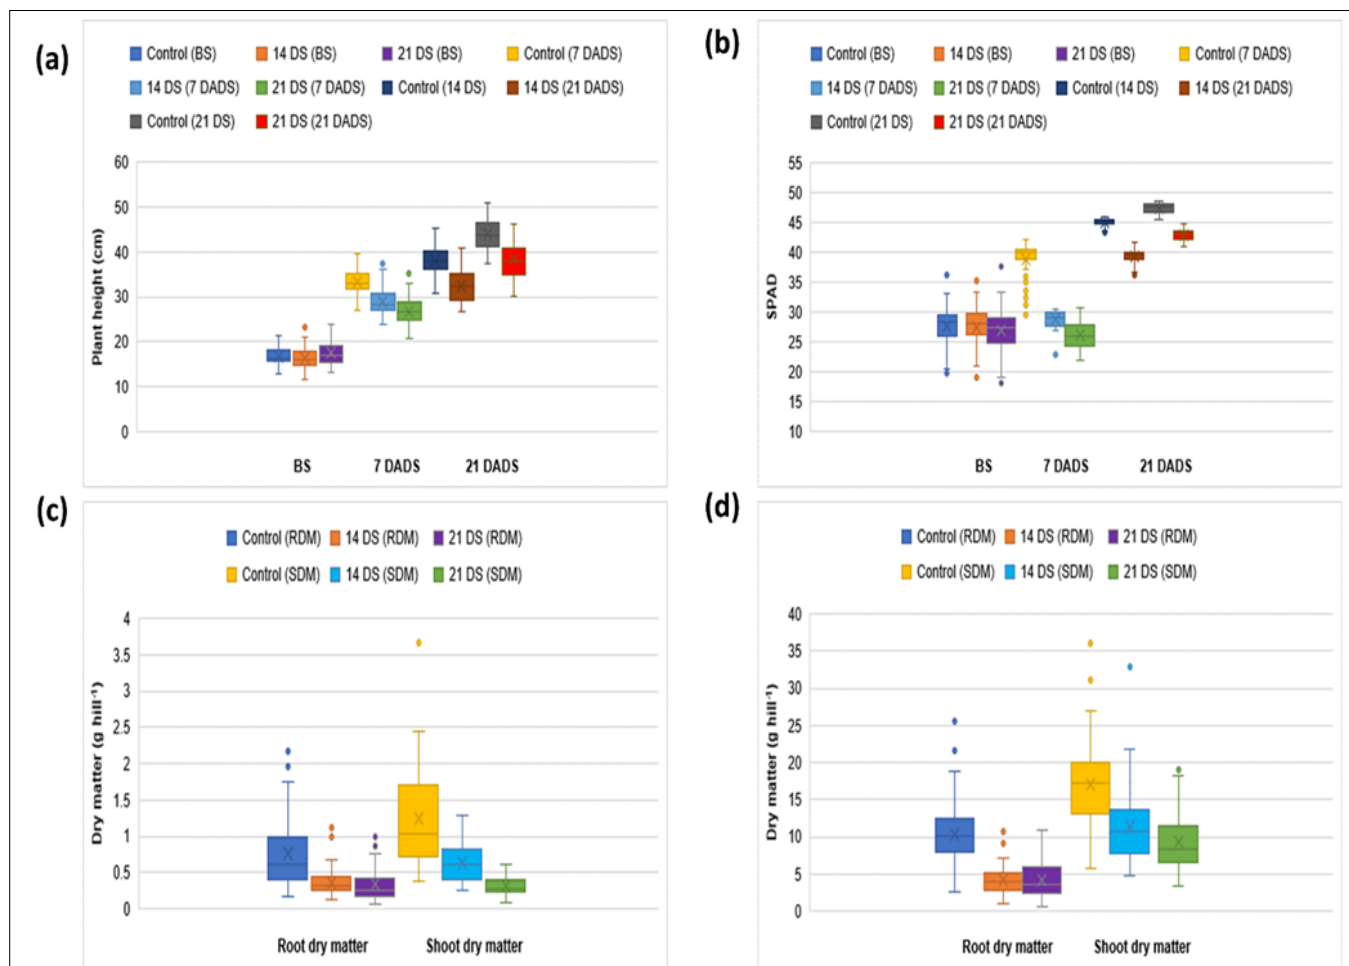 (a)
Control (BS) 14 DS (BS) 21 DS (BS) Control (7 DADS)
14 DS (7 DADS) 21 DS (7 DADS) Control (14 DS) 14 DS (21 DADS)
Control (21 DS) 21 DS (21 DADS)
Plant height (cm)
60
50
40
30
20
10
0
BS 7 DADS 21 DADS
(b)
Control (BS) 14 DS (BS) 21 DS (BS) Control (7 DADS)
14 DS (7 DADS) 21 DS (7 DADS) Control (14 DS) 14 DS (21 DADS)
Control (21 DS) 21 DS (21 DADS)
SPAD
55
50
45
40
35
30
25
20
15
10
BS 7 DADS 21 DADS
(c)
Control (RDM) 14 DS (RDM) 21 DS (RDM)
Control (SDM) 14 DS (SDM) 21 DS (SDM)
Dry matter (g hill⁻¹)
4
3.5
3
2.5
2
1.5
1
0.5
0
Root dry matter Shoot dry matter
(d)
Control (RDM) 14 DS (RDM) 21 DS (RDM)
Control (SDM) 14 DS (SDM) 21 DS (SDM)
Dry matter (g hill⁻¹)
40
35
30
25
20
15
10
5
0
Root dry matter Shoot dry matter